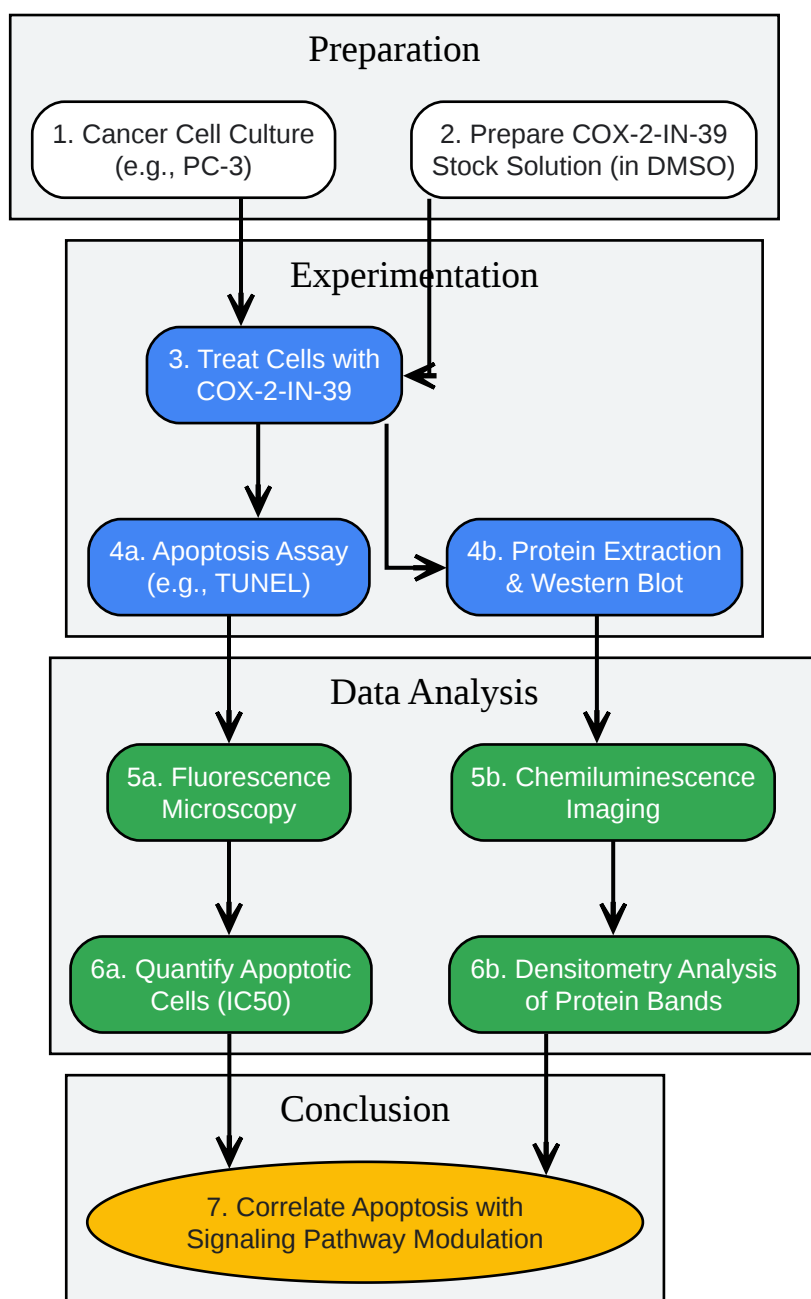 Preparation
1. Cancer Cell Culture
(e.g., PC-3)
2. Prepare COX-2-IN-39
Stock Solution (in DMSO)
Experimentation
3. Treat Cells with
COX-2-IN-39
4a. Apoptosis Assay
(e.g., TUNEL)
4b. Protein Extraction
& Western Blot
Data Analysis
5a. Fluorescence
Microscopy
5b. Chemiluminescence
Imaging
6a. Quantify Apoptotic
Cells (IC50)
6b. Densitometry Analysis
of Protein Bands
Conclusion
7. Correlate Apoptosis with
Signaling Pathway Modulation